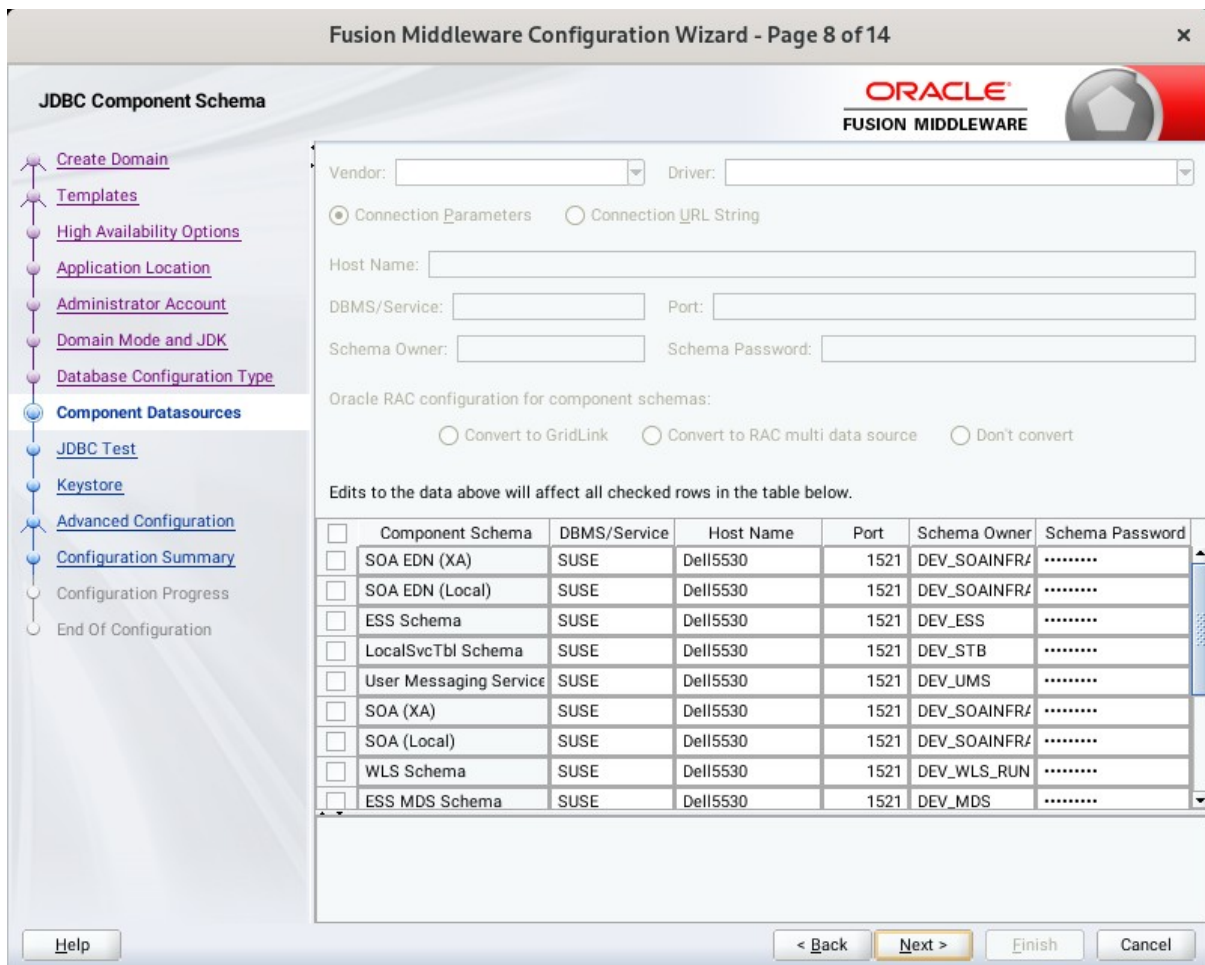 Fusion Middleware Configuration Wizard - Page 8 of 14
JDBC Component Schema
ORACLE
FUSION MIDDLEWARE
Create Domain
Templates
High Availability Options
Application Location
Administrator Account
Domain Mode and JDK
Database Configuration Type
Component Datasources
JDBC Test
Keystore
Advanced Configuration
Configuration Summary
Configuration Progress
End Of Configuration
Vendor: Driver:
Connection Parameters Connection URL String
Host Name:
DBMS/Service: Port:
Schema Owner: Schema Password:
Oracle RAC configuration for component schemas:
Convert to GridLink Convert to RAC multi data source Don't convert
Edits to the data above will affect all checked rows in the table below.
Component Schema DBMS/Service Host Name Port Schema Owner Schema Password
SOA EDN (XA) SUSE Dell5530 1521 DEV_SOAINFRA •••••••••
SOA EDN (Local) SUSE Dell5530 1521 DEV_SOAINFRA •••••••••
ESS Schema SUSE Dell5530 1521 DEV_ESS •••••••••
LocalSvcTbl Schema SUSE Dell5530 1521 DEV_STB •••••••••
User Messaging Service SUSE Dell5530 1521 DEV_UMS •••••••••
SOA (XA) SUSE Dell5530 1521 DEV_SOAINFRA •••••••••
SOA (Local) SUSE Dell5530 1521 DEV_SOAINFRA •••••••••
WLS Schema SUSE Dell5530 1521 DEV_WLS_RUN •••••••••
ESS MDS Schema SUSE Dell5530 1521 DEV_MDS •••••••••
Help < Back Next > Finish Cancel